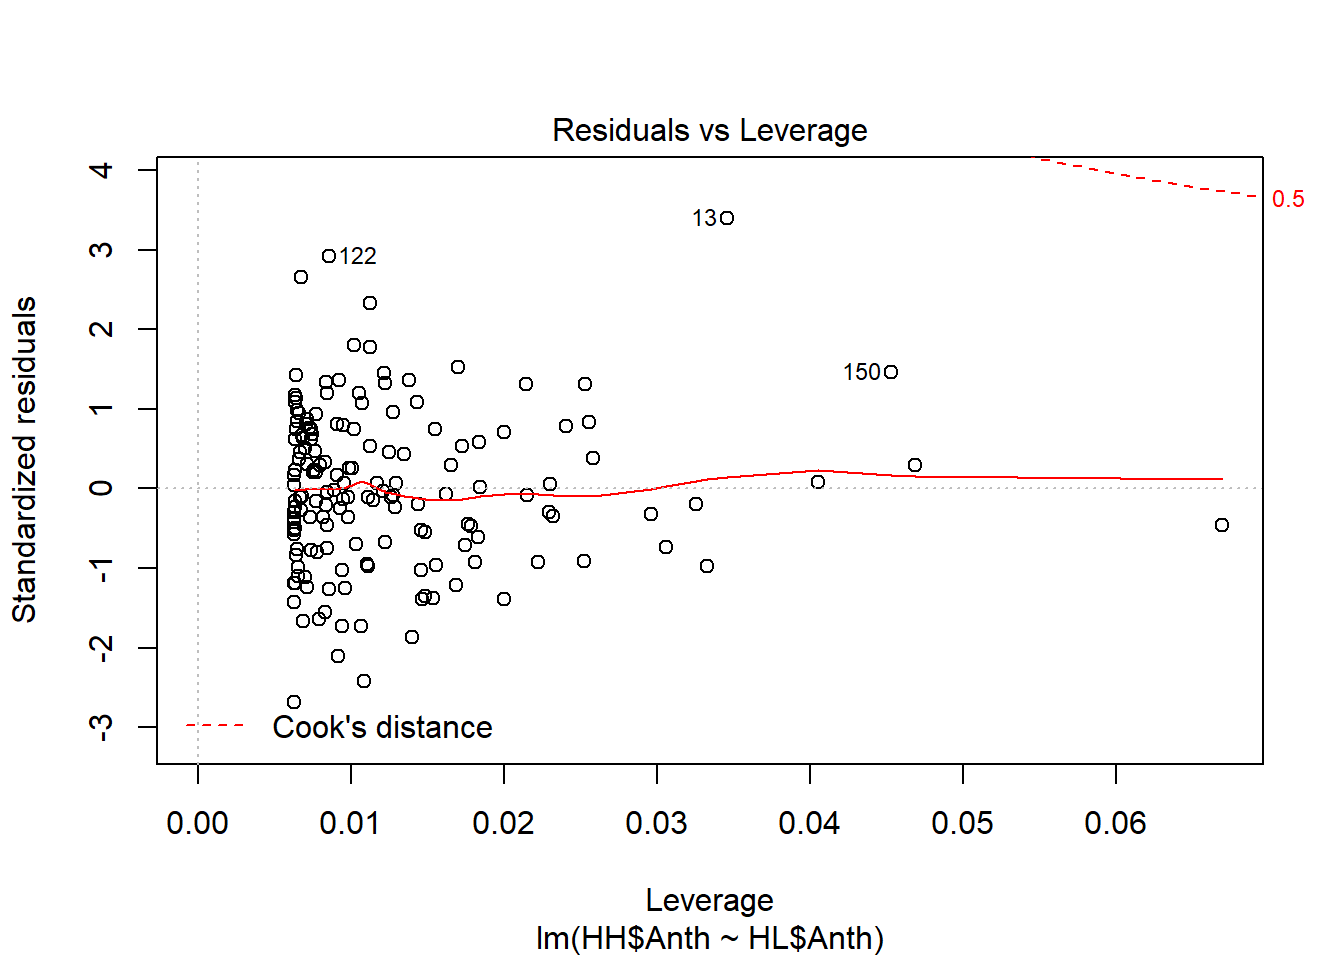 Residuals vs Leverage
4
3
2
1
0
-1
-2
-3
Standardized residuals
13
122
150
0.5
Cook's distance
0.00 0.01 0.02 0.03 0.04 0.05 0.06
Leverage
lm(HH$Anth ~ HL$Anth)